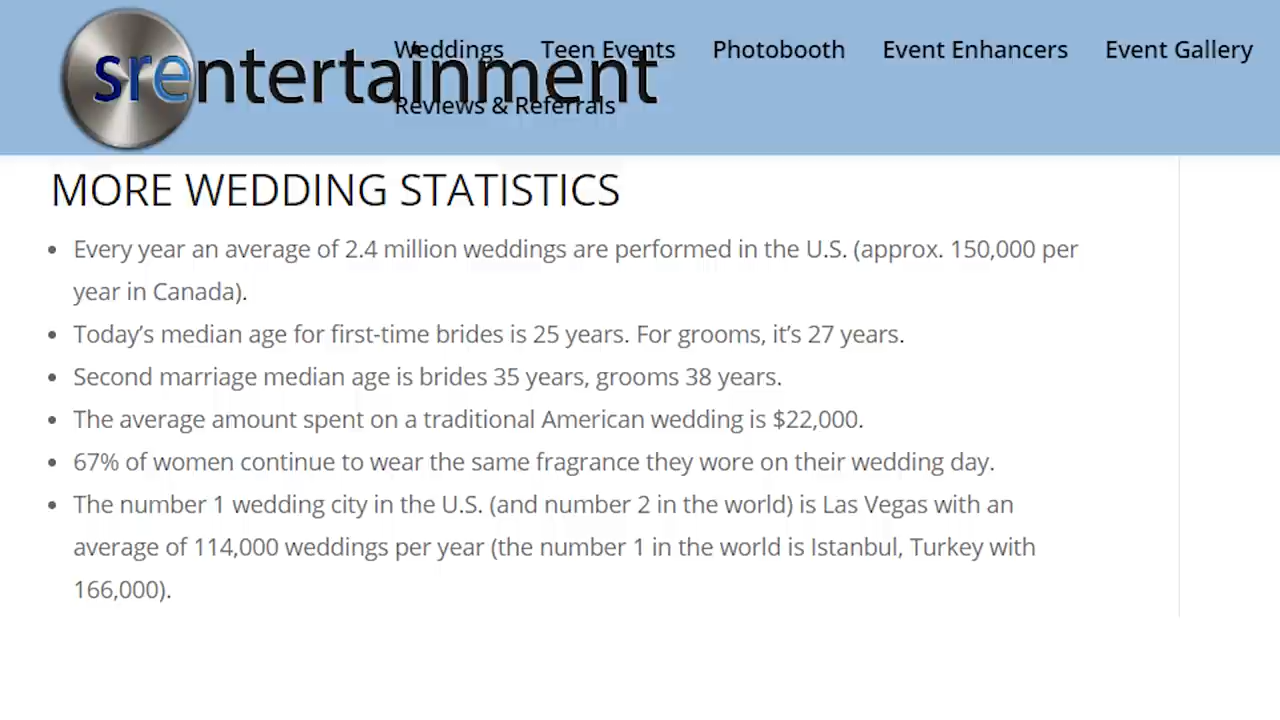 srentertainment
Weddings Teen Events Photobooth Event Enhancers Event Gallery
Reviews & Referrals
MORE WEDDING STATISTICS
• Every year an average of 2.4 million weddings are performed in the U.S. (approx. 150,000 per
year in Canada).
• Today’s median age for first-time brides is 25 years. For grooms, it’s 27 years.
• Second marriage median age is brides 35 years, grooms 38 years.
• The average amount spent on a traditional American wedding is $22,000.
• 67% of women continue to wear the same fragrance they wore on their wedding day.
• The number 1 wedding city in the U.S. (and number 2 in the world) is Las Vegas with an
average of 114,000 weddings per year (the number 1 in the world is Istanbul, Turkey with
166,000).